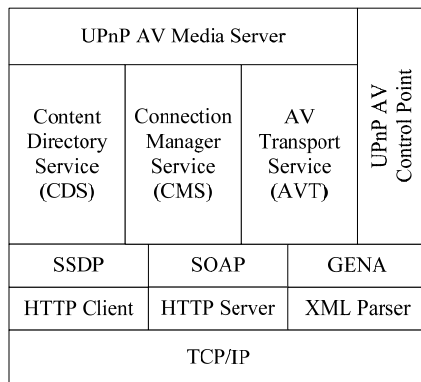 UPnP AV Media Server
Content
Directory
Service
(CDS)
Connection
Manager
Service
(CMS)
AV
Transport
Service
(AVT)
UPnP AV
Control Point
SSDP
SOAP
GENA
HTTP Client
HTTP Server
XML Parser
TCP/IP